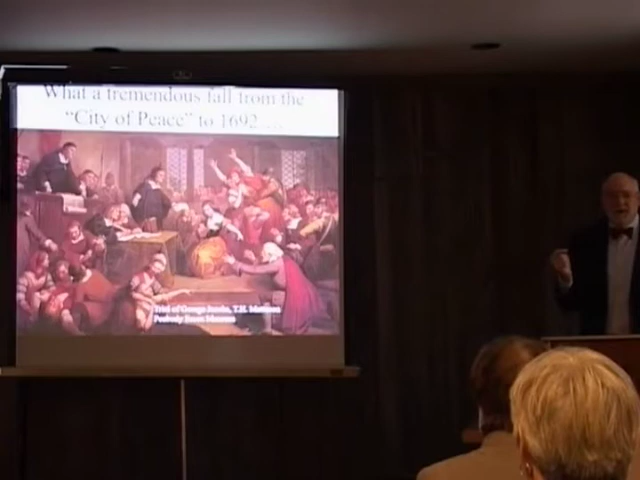 What a tremendous fall from the
"City of Peace" to 1692.....
Trial of George Jacobs, T.H. Matteson
Peabody Essex Museum